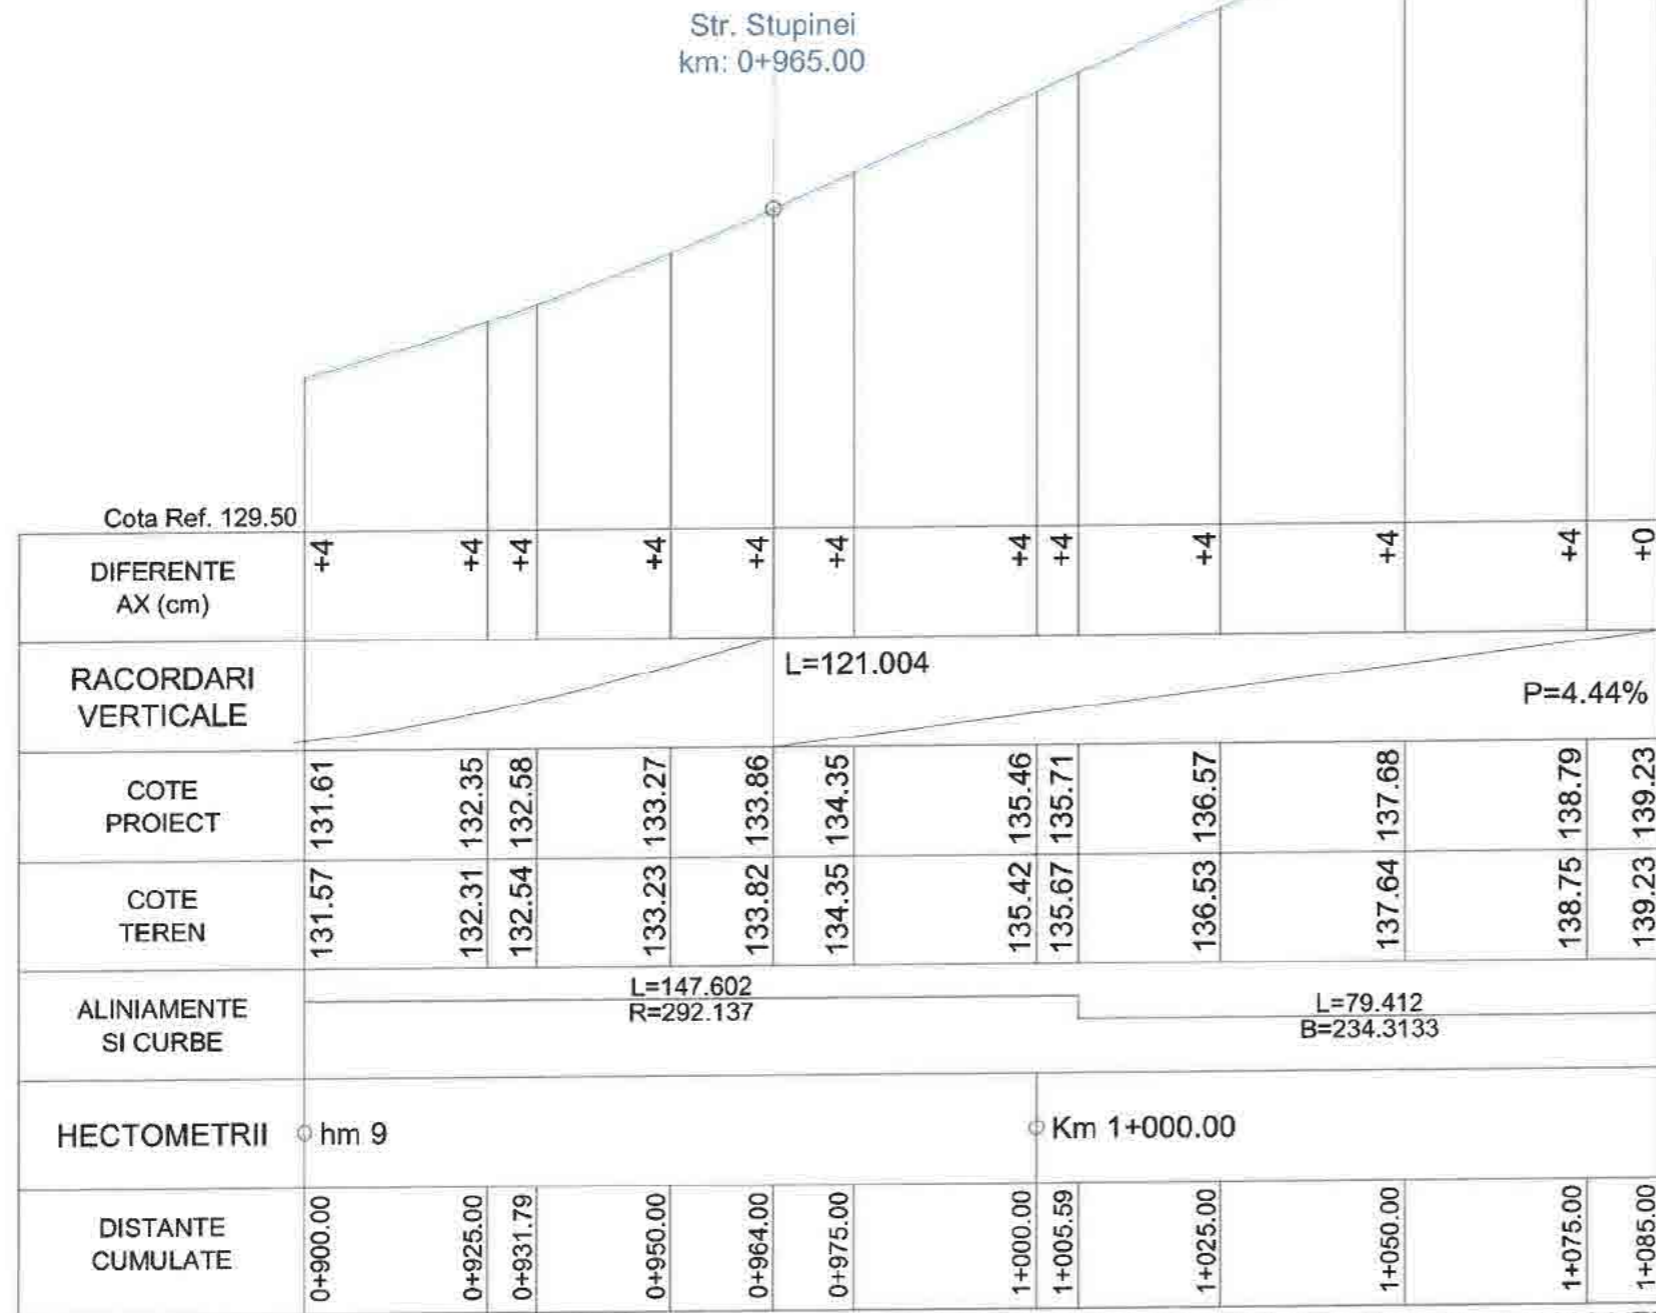 Str. Stupinei
km: 0+965.00
Cota Ref. 129.50
DIFERENTE
AX (cm)
+4 +4 +4 +4 +4 +4 +4 +4 +4 +4 +4 +0
RACORDARI
VERTICALE
L=121.004
P=4.44%
COTE
PROIECT
131.61 132.35 132.58 133.27 133.86 134.35 135.46 135.71 136.57 137.68 138.79 139.23
COTE
TEREN
131.57 132.31 132.54 133.23 133.82 134.35 135.42 135.67 136.53 137.64 138.75 139.23
ALINIAMENTE
SI CURBE
L=147.602
R=292.137
L=79.412
B=234.3133
HECTOMETRII
hm 9
Km 1+000.00
DISTANTE
CUMULATE
0+900.00 0+925.00 0+931.79 0+950.00 0+964.00 0+975.00 1+000.00 1+005.59 1+025.00 1+050.00 1+075.00 1+085.00